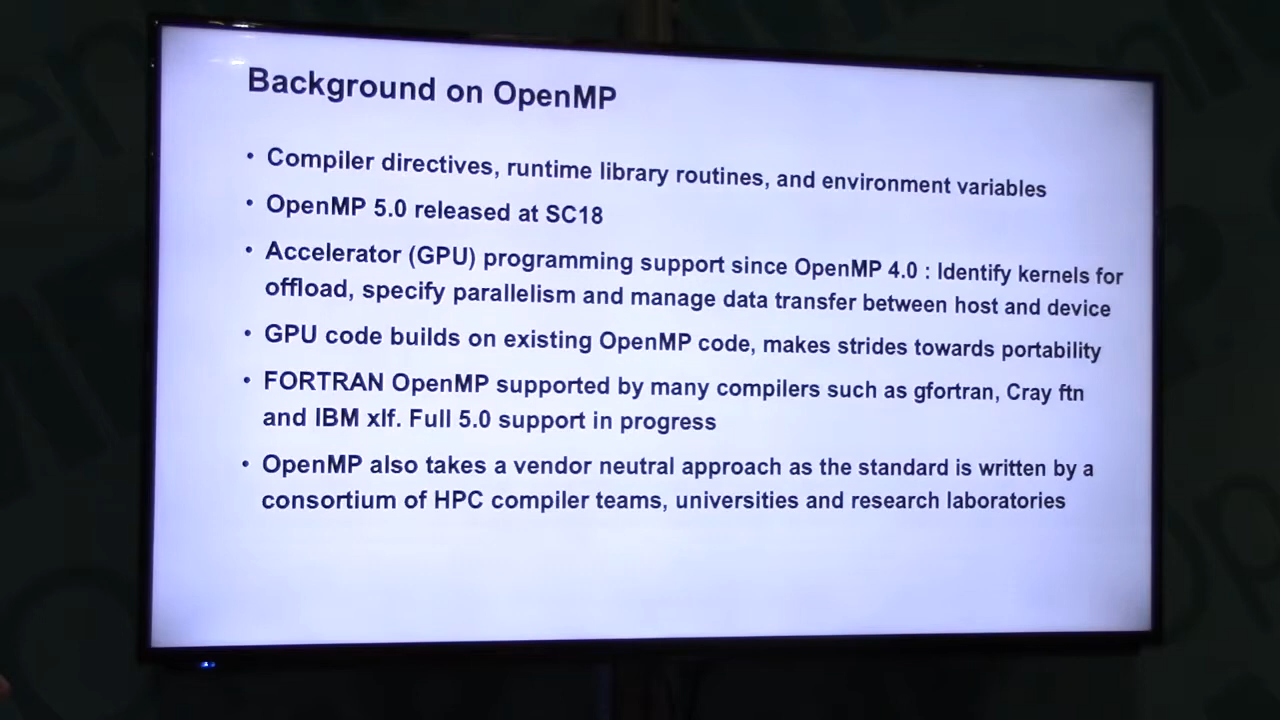 Background on OpenMP
• Compiler directives, runtime library routines, and environment variables
• OpenMP 5.0 released at SC18
• Accelerator (GPU) programming support since OpenMP 4.0 : Identify kernels for
offload, specify parallelism and manage data transfer between host and device
• GPU code builds on existing OpenMP code, makes strides towards portability
• FORTRAN OpenMP supported by many compilers such as gfortran, Cray ftn
and IBM xlf. Full 5.0 support in progress
• OpenMP also takes a vendor neutral approach as the standard is written by a
consortium of HPC compiler teams, universities and research laboratories